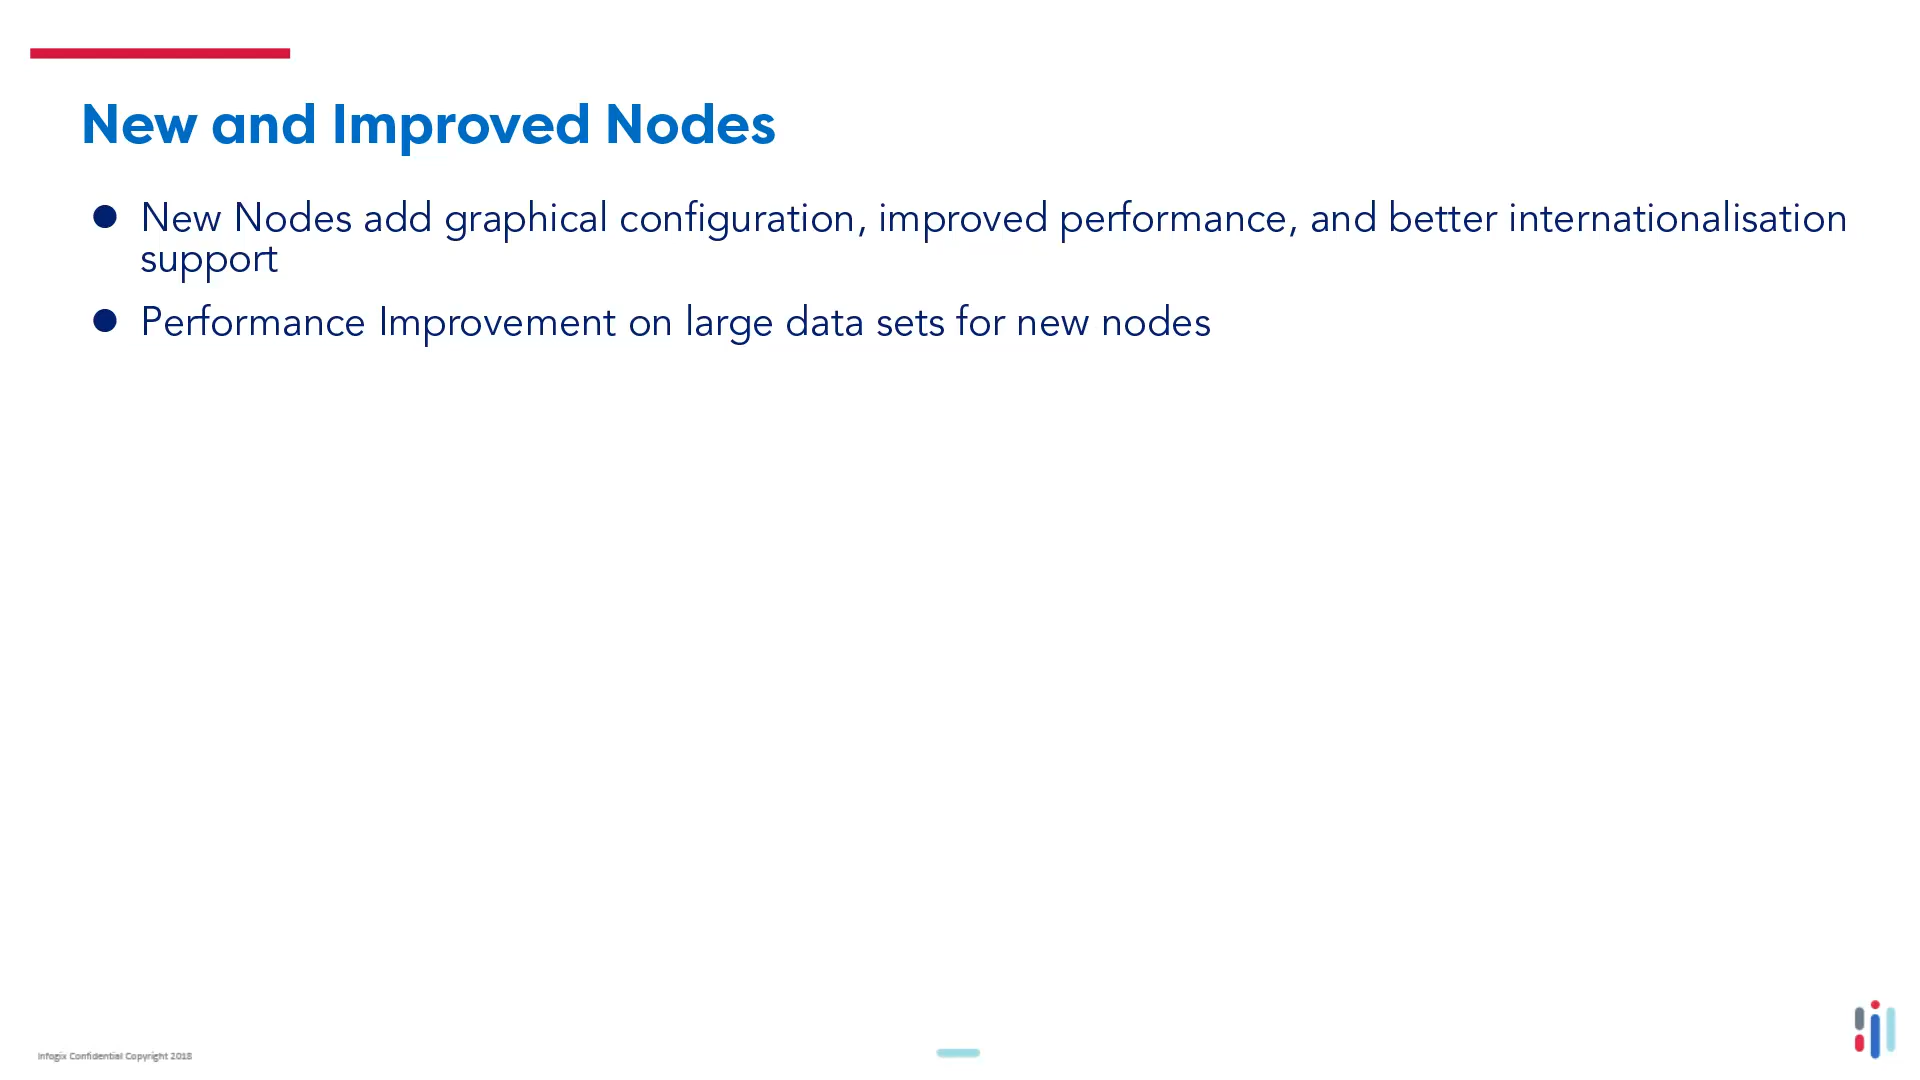 New and Improved Nodes
● New Nodes add graphical configuration, improved performance, and better internationalisation
support
● Performance Improvement on large data sets for new nodes
Infogix Confidential Copyright 2018